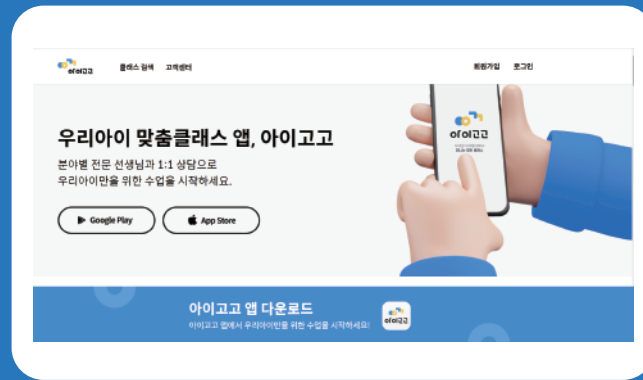 아이고고 클래스 검색 고객센터 회원가입 로그인
우리아이 맞춤클래스 앱, 아이고고
분야별 전문 선생님과 1:1 상담으로
우리아이만을 위한 수업을 시작하세요.
Google Play
App Store
아이고고
아이고고 앱 다운로드
아이고고 앱에서 우리아이만을 위한 수업을 시작하세요!
아이고고